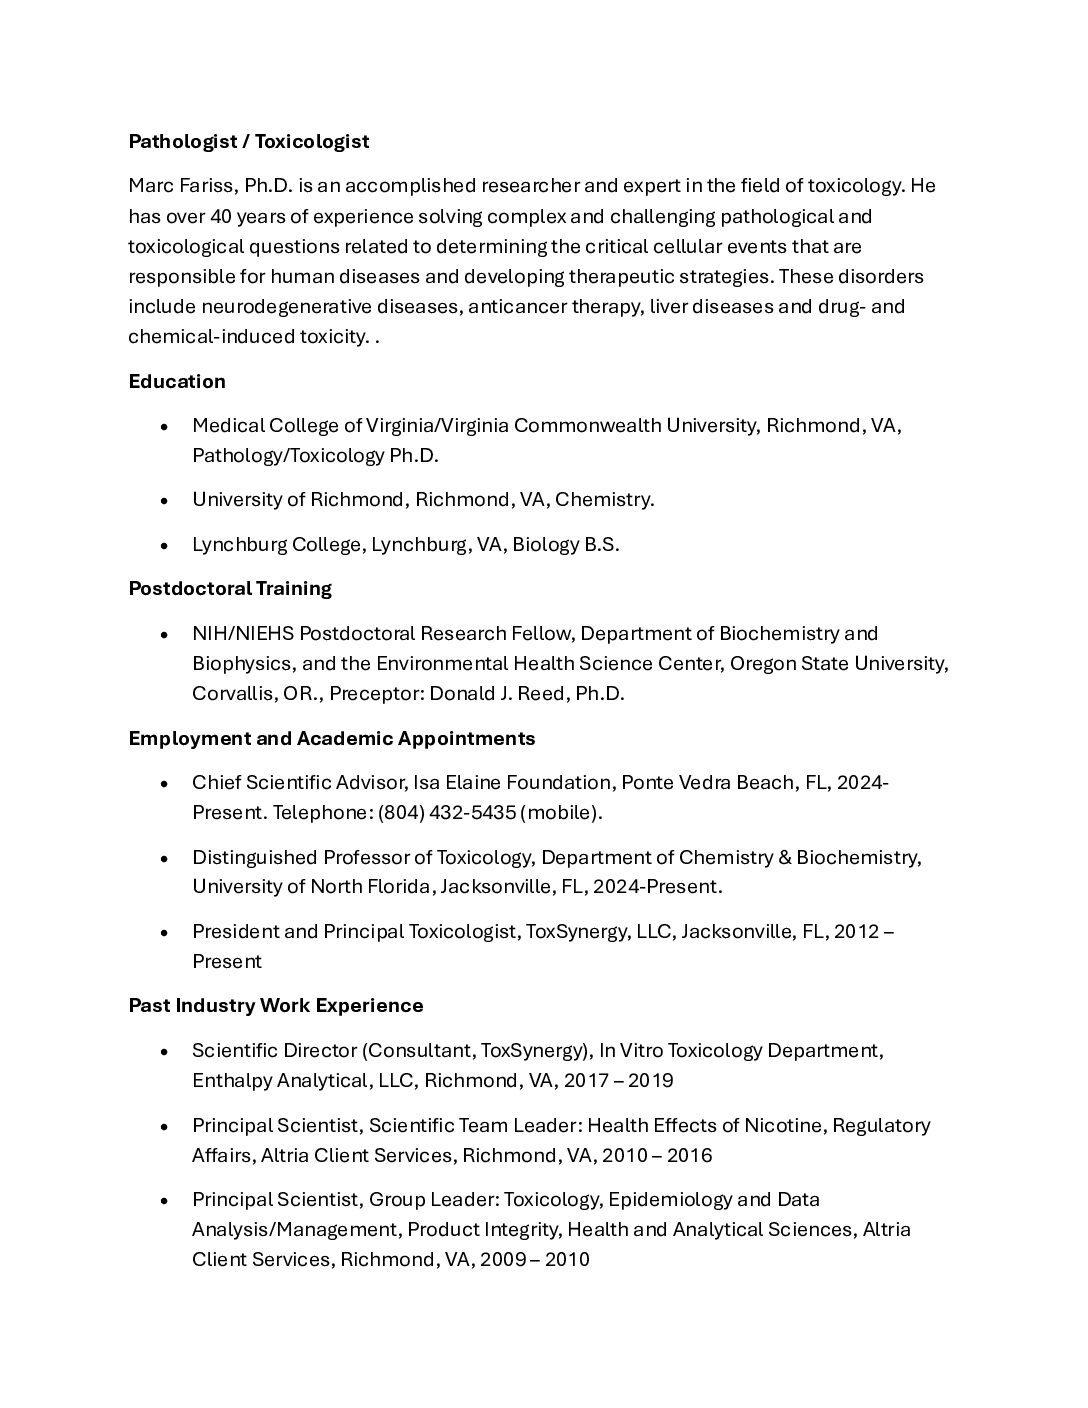 Pathologist / Toxicologist
Marc Fariss, Ph.D. is an accomplished researcher and expert in the field of toxicology. He
has over 40 years of experience solving complex and challenging pathological and
toxicological questions related to determining the critical cellular events that are
responsible for human diseases and developing therapeutic strategies. These disorders
include neurodegenerative diseases, anticancer therapy, liver diseases and drug- and
chemical-induced toxicity. .
Education
• Medical College of Virginia/Virginia Commonwealth University, Richmond, VA,
Pathology/Toxicology Ph.D.
• University of Richmond, Richmond, VA, Chemistry.
• Lynchburg College, Lynchburg, VA, Biology B.S.
Postdoctoral Training
• NIH/NIEHS Postdoctoral Research Fellow, Department of Biochemistry and
Biophysics, and the Environmental Health Science Center, Oregon State University,
Corvallis, OR., Preceptor: Donald J. Reed, Ph.D.
Employment and Academic Appointments
• Chief Scientific Advisor, Isa Elaine Foundation, Ponte Vedra Beach, FL, 2024-
Present. Telephone: (804) 432-5435 (mobile).
• Distinguished Professor of Toxicology, Department of Chemistry & Biochemistry,
University of North Florida, Jacksonville, FL, 2024-Present.
• President and Principal Toxicologist, ToxSynergy, LLC, Jacksonville, FL, 2012 –
Present
Past Industry Work Experience
• Scientific Director (Consultant, ToxSynergy), In Vitro Toxicology Department,
Enthalpy Analytical, LLC, Richmond, VA, 2017 – 2019
• Principal Scientist, Scientific Team Leader: Health Effects of Nicotine, Regulatory
Affairs, Altria Client Services, Richmond, VA, 2010 – 2016
• Principal Scientist, Group Leader: Toxicology, Epidemiology and Data
Analysis/Management, Product Integrity, Health and Analytical Sciences, Altria
Client Services, Richmond, VA, 2009 – 2010